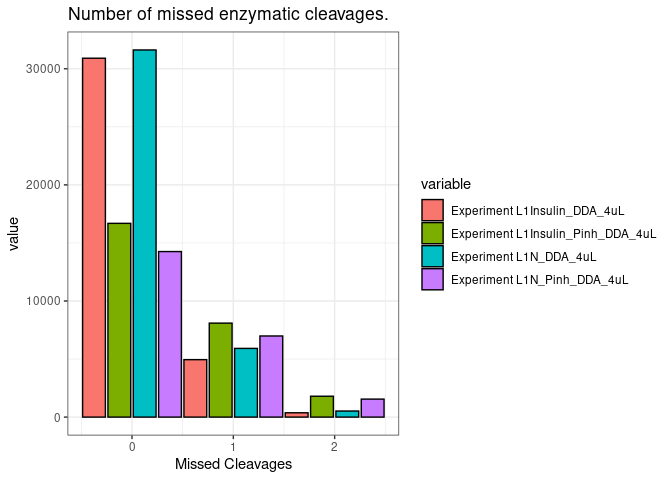 Number of missed enzymatic cleavages.
value
30000
20000
10000
0
0
1
2
Missed Cleavages
variable
Experiment L1Insulin_DDA_4uL
Experiment L1Insulin_Pinh_DDA_4uL
Experiment L1N_DDA_4uL
Experiment L1N_Pinh_DDA_4uL